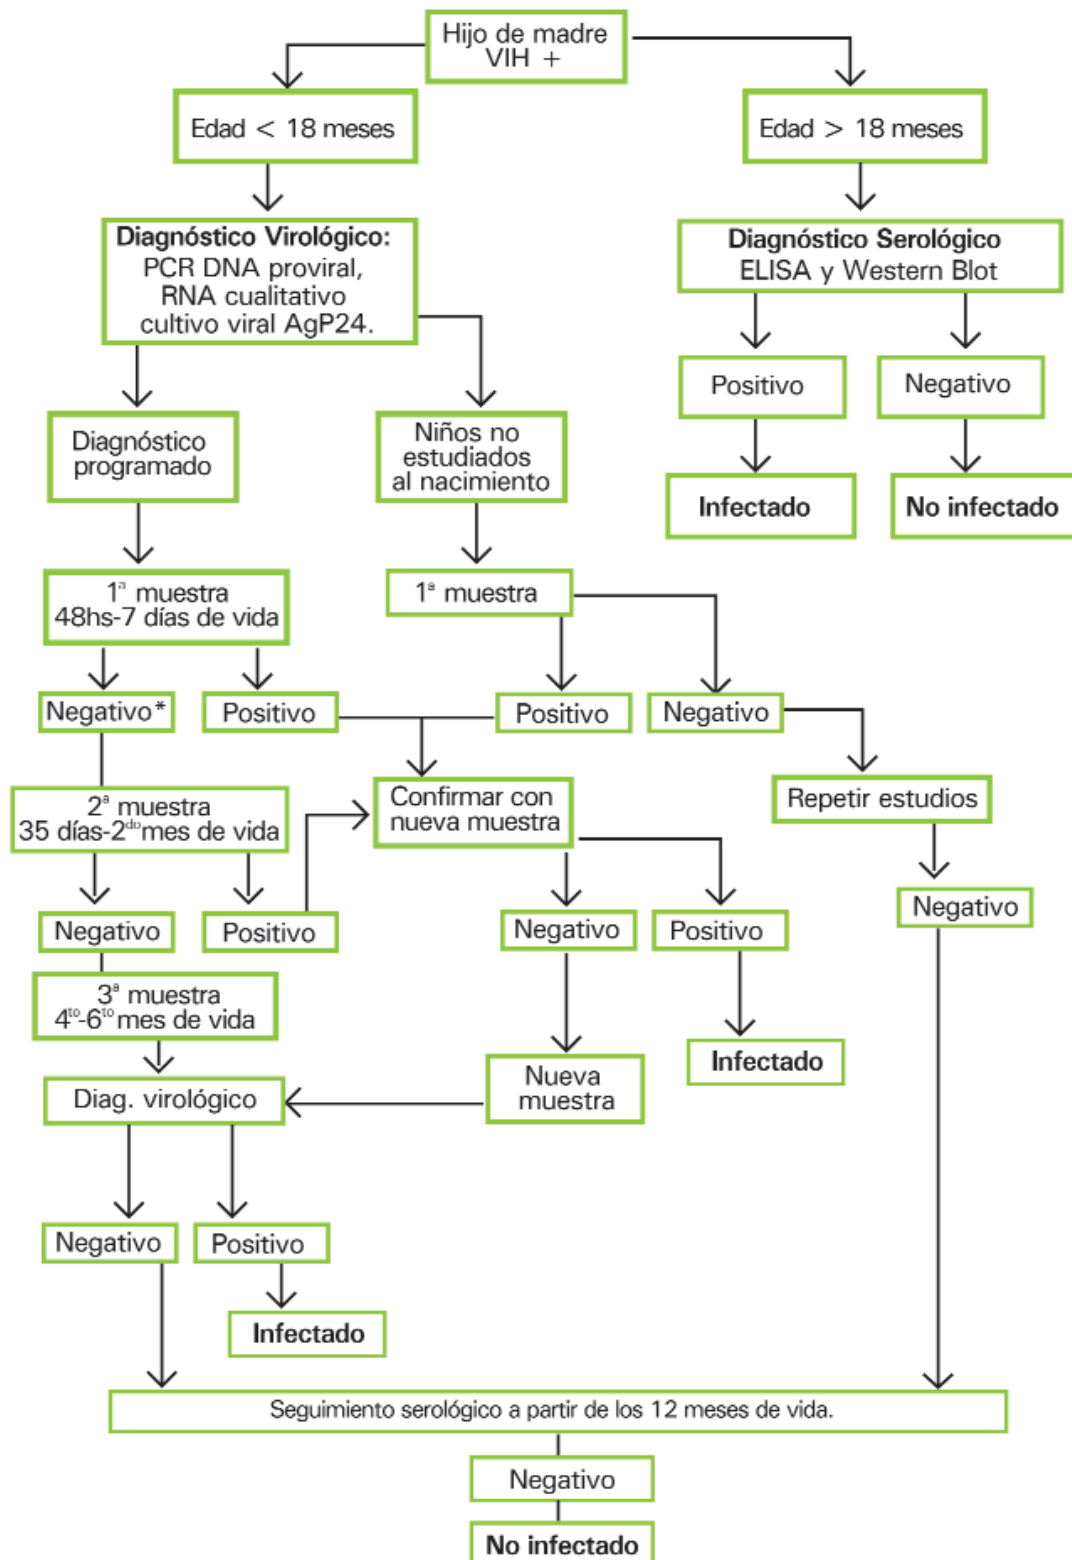 Hijo de madre
VIH +
Edad < 18 meses
Edad > 18 meses
Diagnóstico Virológico:
PCR DNA proviral,
RNA cualitativo
cultivo viral AgP24.
Diagnóstico Serológico
ELISA y Western Blot
Positivo
Negativo
Diagnóstico
programado
Niños no
estudiados
al nacimiento
Infectado
No infectado
1ª muestra
48hs-7 días de vida
1ª muestra
Negativo*
Positivo
Positivo
Negativo
2ª muestra
35 días-2do mes de vida
Confirmar con
nueva muestra
Repetir estudios
Negativo
Positivo
Negativo
Positivo
Negativo
3ª muestra
4to-6to mes de vida
Infectado
Diag. virológico
Nueva
muestra
Negativo
Positivo
Infectado
Seguimiento serológico a partir de los 12 meses de vida.
Negativo
No infectado